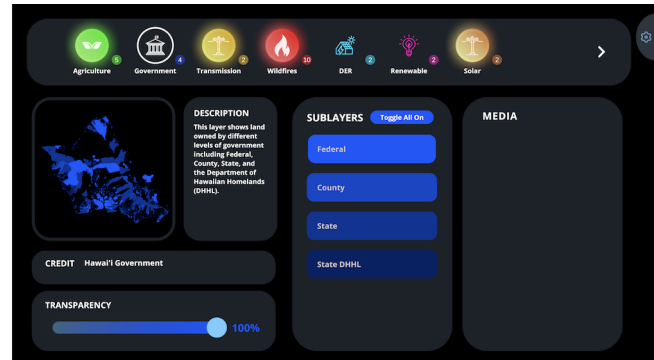 5
4
2
10
2
2
2
Agriculture
Government
Transmission
Wildfires
DER
Renewable
Solar
DESCRIPTION
This layer shows land
owned by different
levels of government
including Federal,
County, State, and
the Department of
Hawaiian Homelands
(DHHL).
CREDIT Hawai'i Government
TRANSPARENCY
100%
SUBLAYERS Toggle All On
Federal
County
State
State DHHL
MEDIA